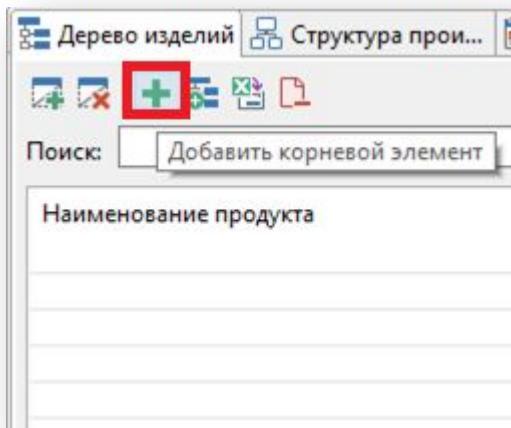 Дерево изделий Структура прои...
Поиск:
Добавить корневой элемент
Наименование продукта